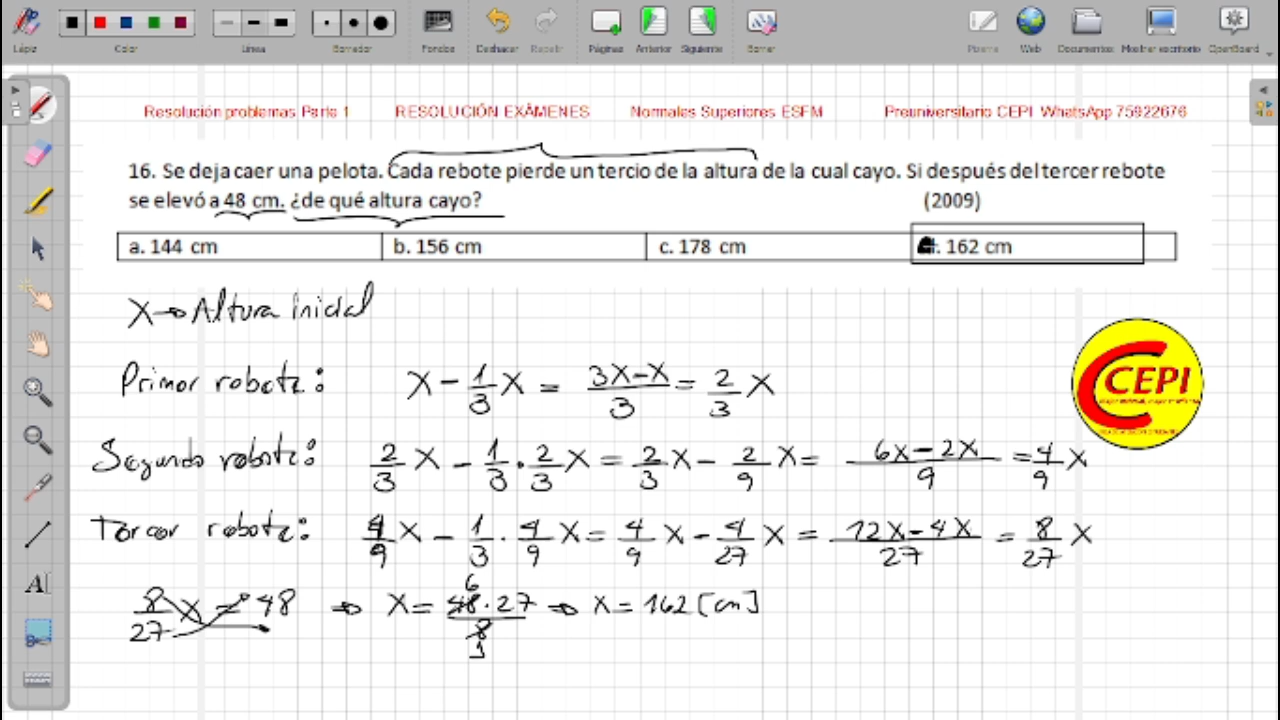 Lápiz Color Línea Borrador Fondos Deshacer Repetir Páginas Anterior Siguiente Borrar Pizarra Web Documentos Mostrar escritorio OpenBoard
Resolución problemas Parte 1 RESOLUCIÓN EXÁMENES Normales Superiores ESFM Preuniversitario CEPI WhatsApp 75922676
16. Se deja caer una pelota. Cada rebote pierde un tercio de la altura de la cual cayo. Si después del tercer rebote
se elevó a 48 cm. ¿de qué altura cayo? (2009)
a. 144 cm b. 156 cm c. 178 cm 162 cm
X → Altura inicial
Primer rebote: X - 1/3 X = 3X-X/3 = 2/3 X
CEPI
Segundo rebote: 2/3 X - 1/3 · 2/3 X = 2/3 X - 2/9 X = 6X-2X/9 = 4/9 X
Tercer rebote: 4/9 X - 1/3 · 4/9 X = 4/9 X - 4/27 X = 12X-4X/27 = 8/27 X
6
8/27 X = 48 ⇒ X = 48·27/8 ⇒ X = 162 [cm]
1